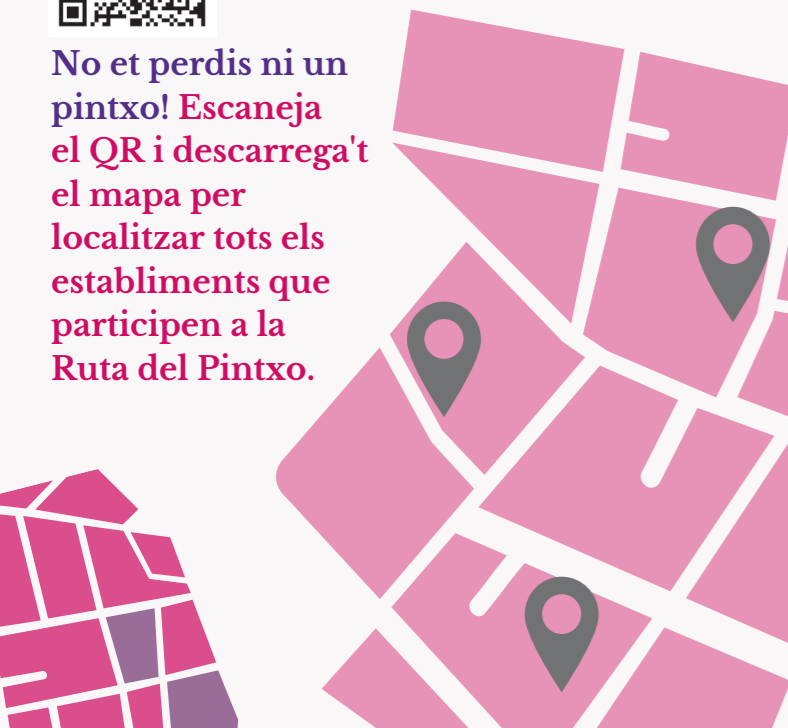 No et perdis ni un
pintxo! Escaneja
el QR i descarrega't
el mapa per
localitzar tots els
establiments que
participen a la
Ruta del Pintxo.